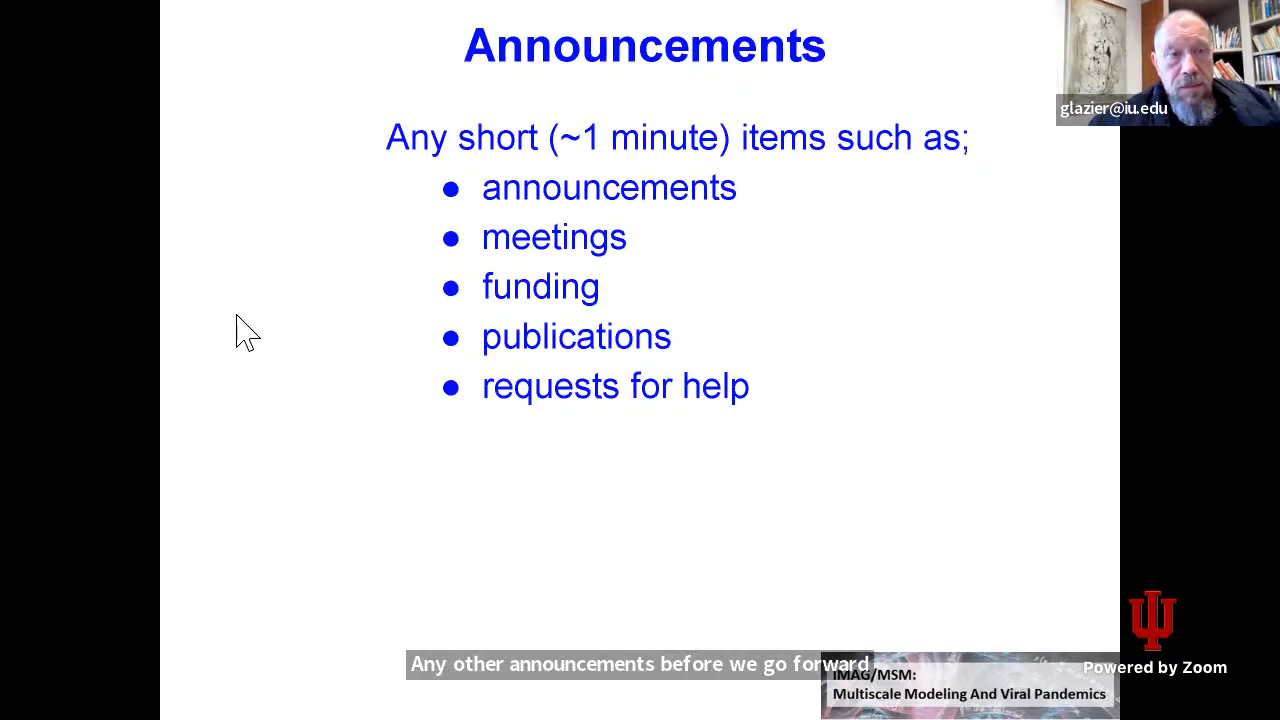 Announcements
glazier@iu.edu
Any short (~1 minute) items such as;
● announcements
● meetings
● funding
● publications
● requests for help
Any other announcements before we go forward
IMAG/MSM:
Multiscale Modeling And Viral Pandemics
Powered by Zoom